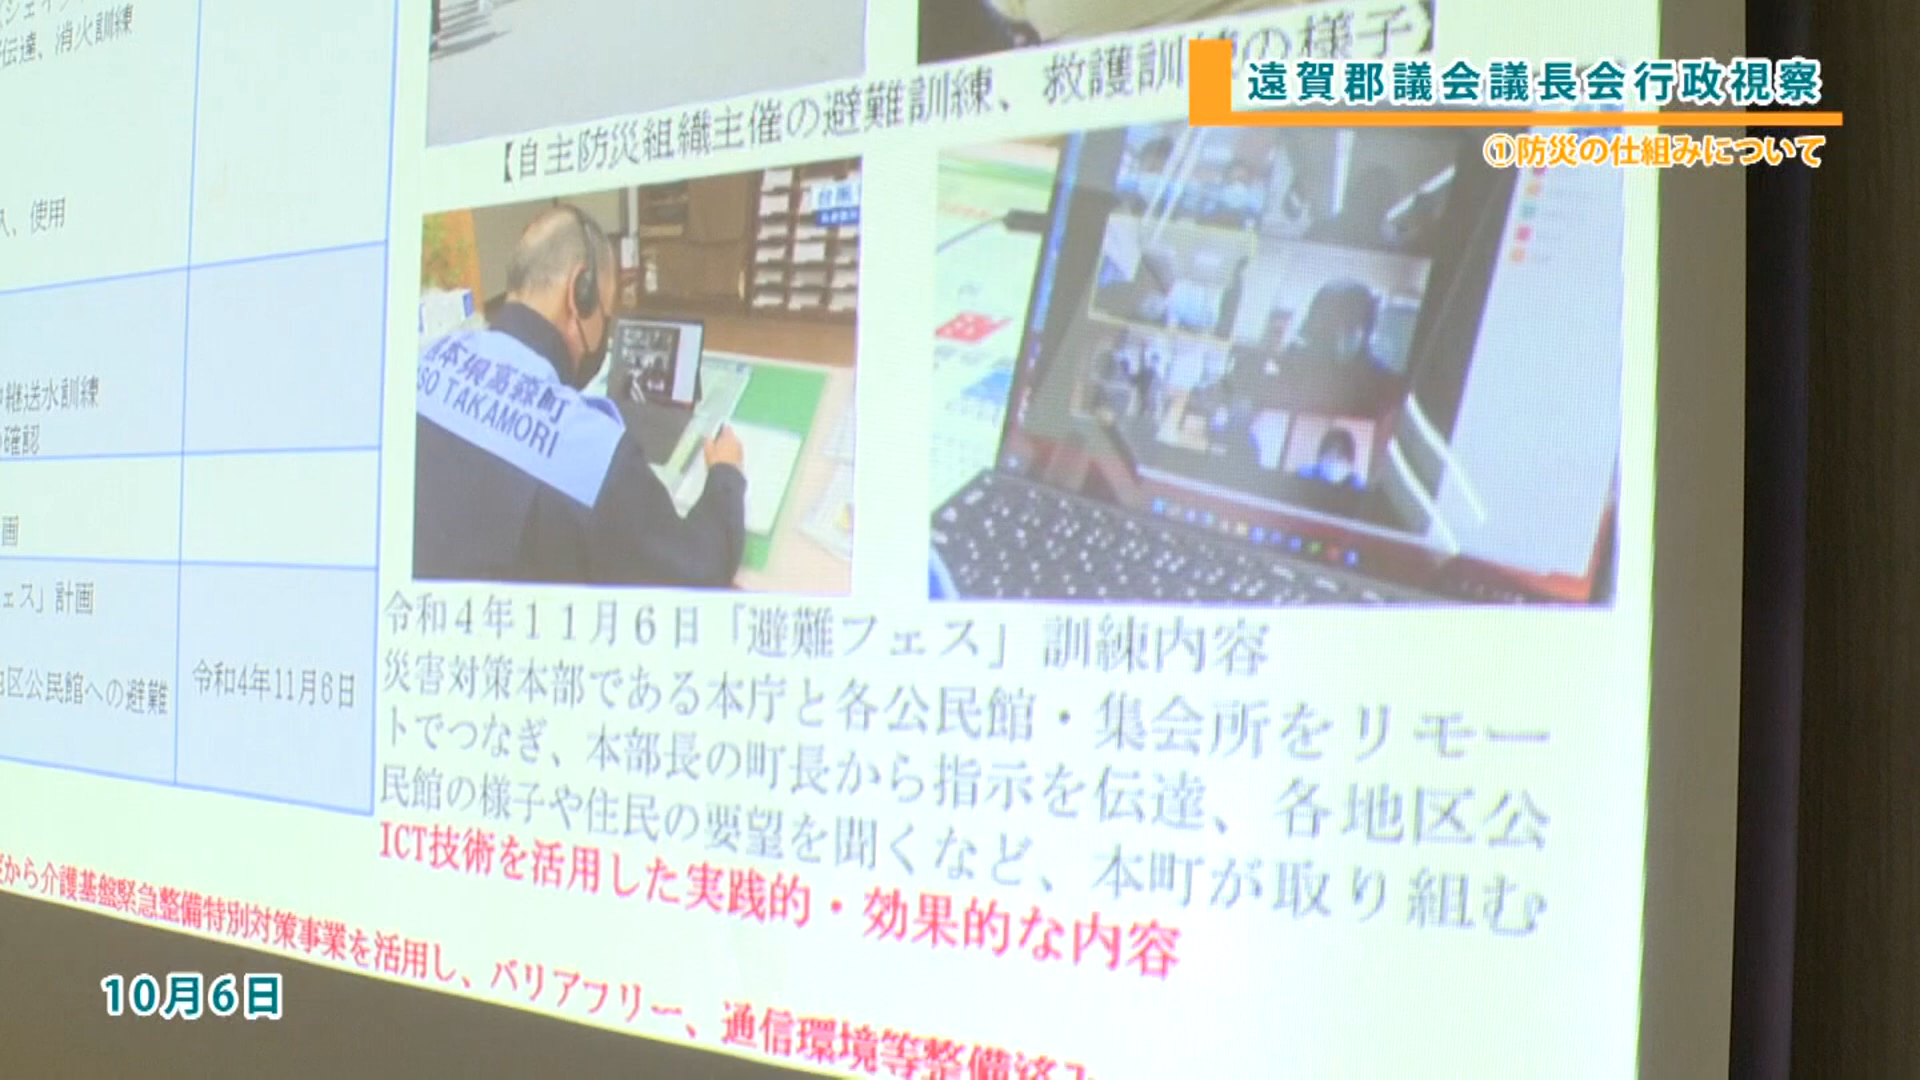 遠賀郡議会議長会行政視察
①防災の仕組みについて
伝達、消火訓練
、使用
継送水訓練
確認
画
ェス」計画
区公民館への避難
令和4年11月6日
【自主防災組織主催の避難訓練、救護訓
の様子】
本県高森町
SO TAKAMORI
令和４年１１月６日「避難フェス」訓練内容
災害対策本部である本庁と各公民館・集会所をリモー
トでつなぎ、本部長の町長から指示を伝達、各地区公
民館の様子や住民の要望を聞くなど、本町が取り組む
ICT技術を活用した実践的・効果的な内容
から介護基盤緊急整備特別対策事業を活用し、バリアフリー、通信環境等整備済
10月6日